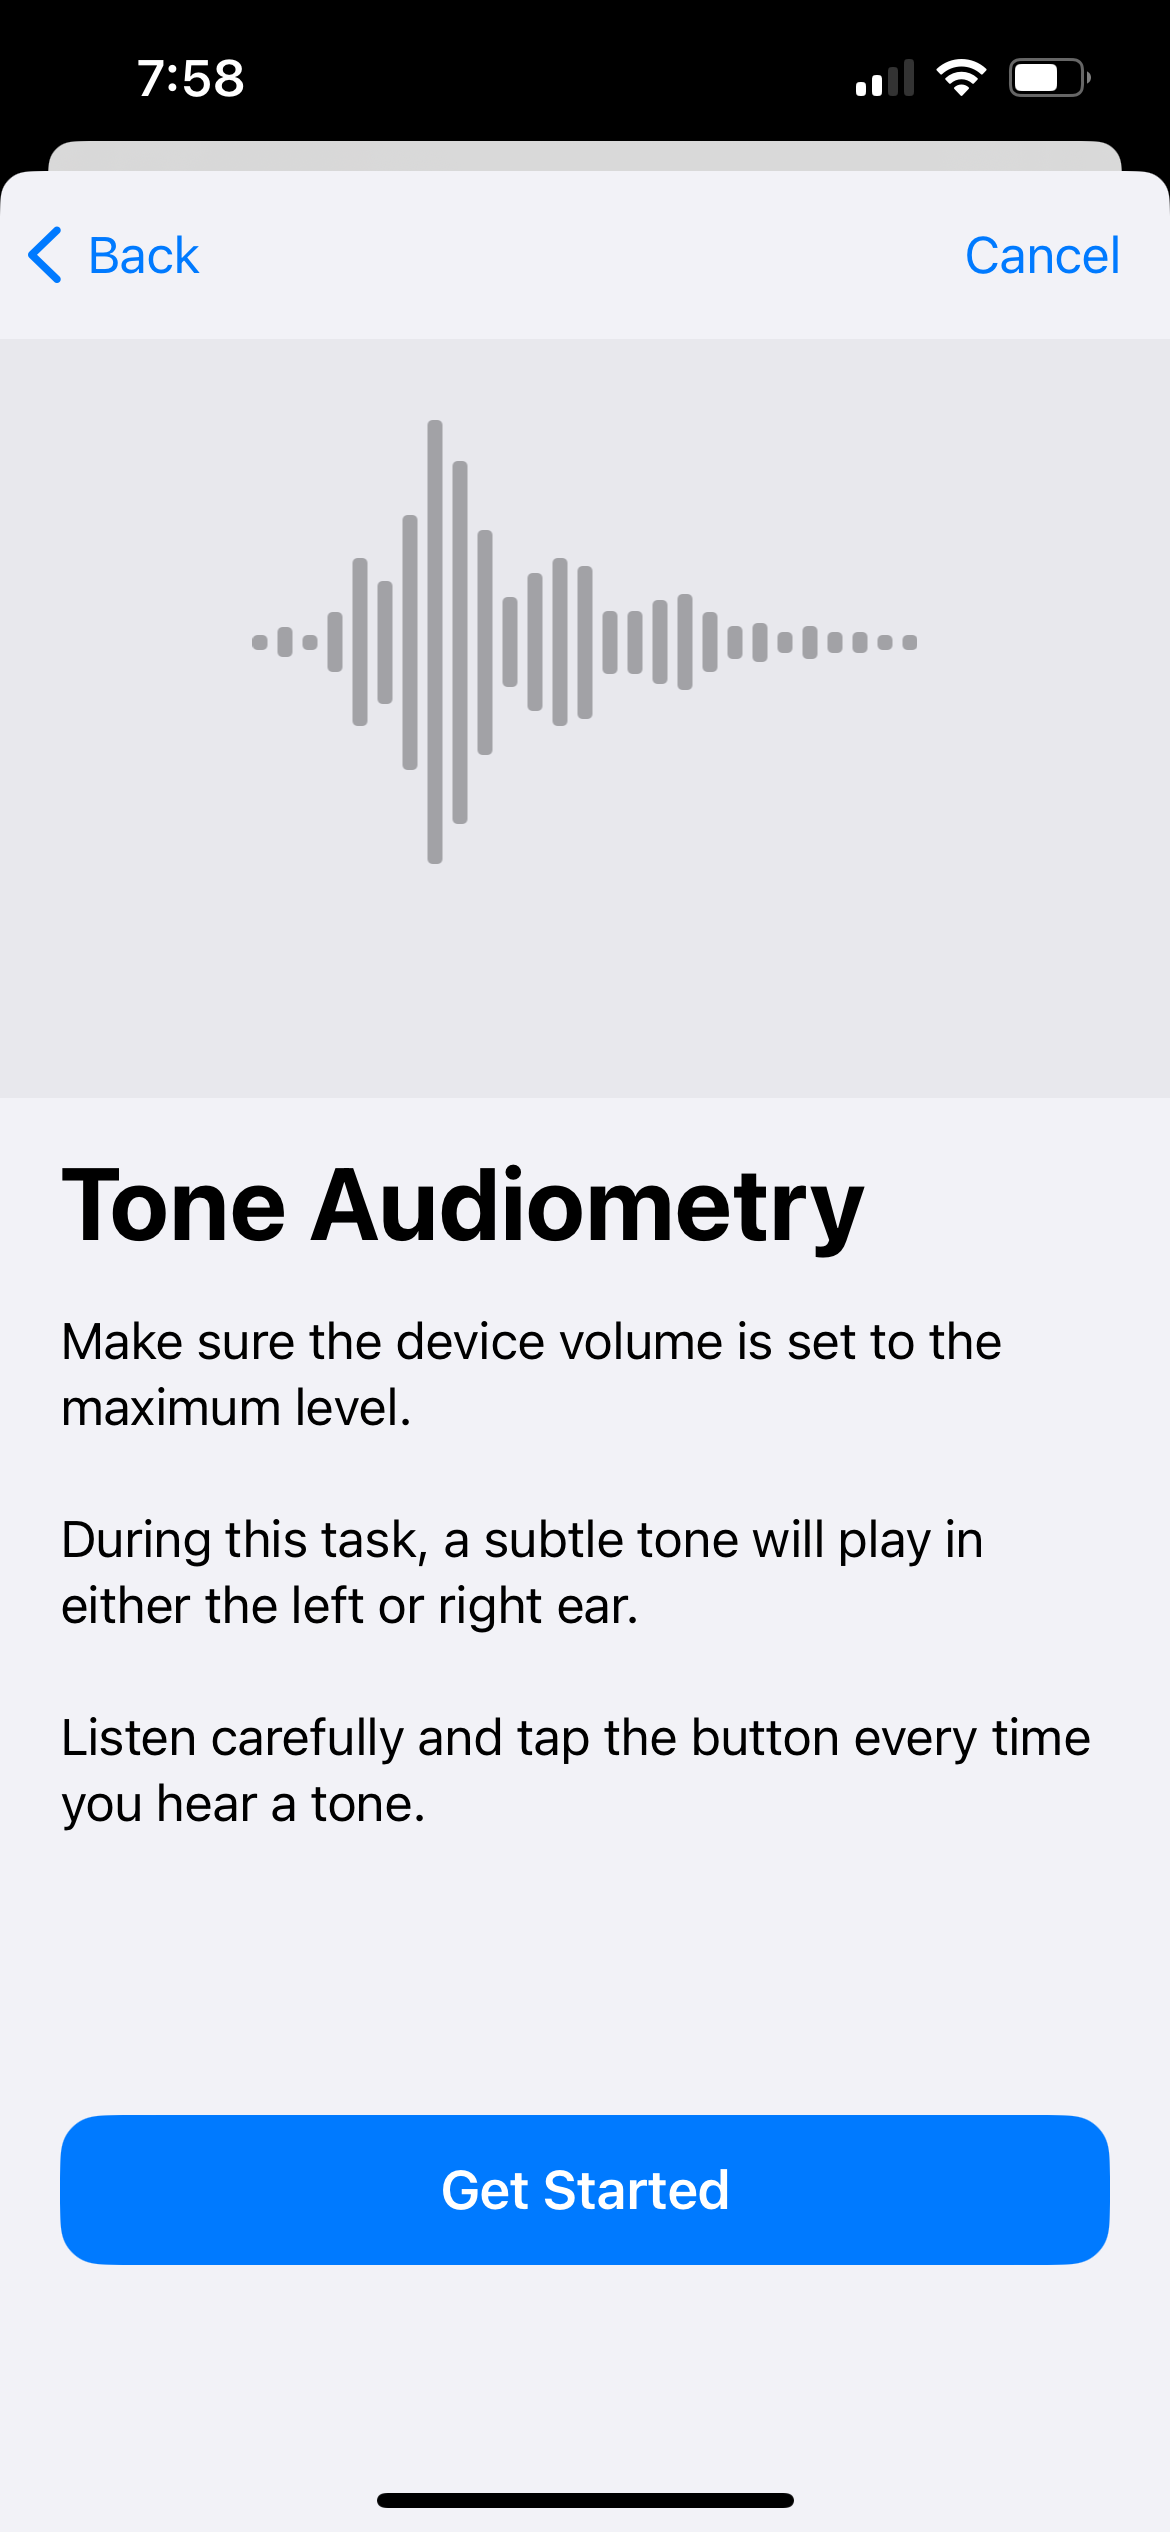 7:58
Back
Cancel
Tone Audiometry
Make sure the device volume is set to the
maximum level.
During this task, a subtle tone will play in
either the left or right ear.
Listen carefully and tap the button every time
you hear a tone.
Get Started